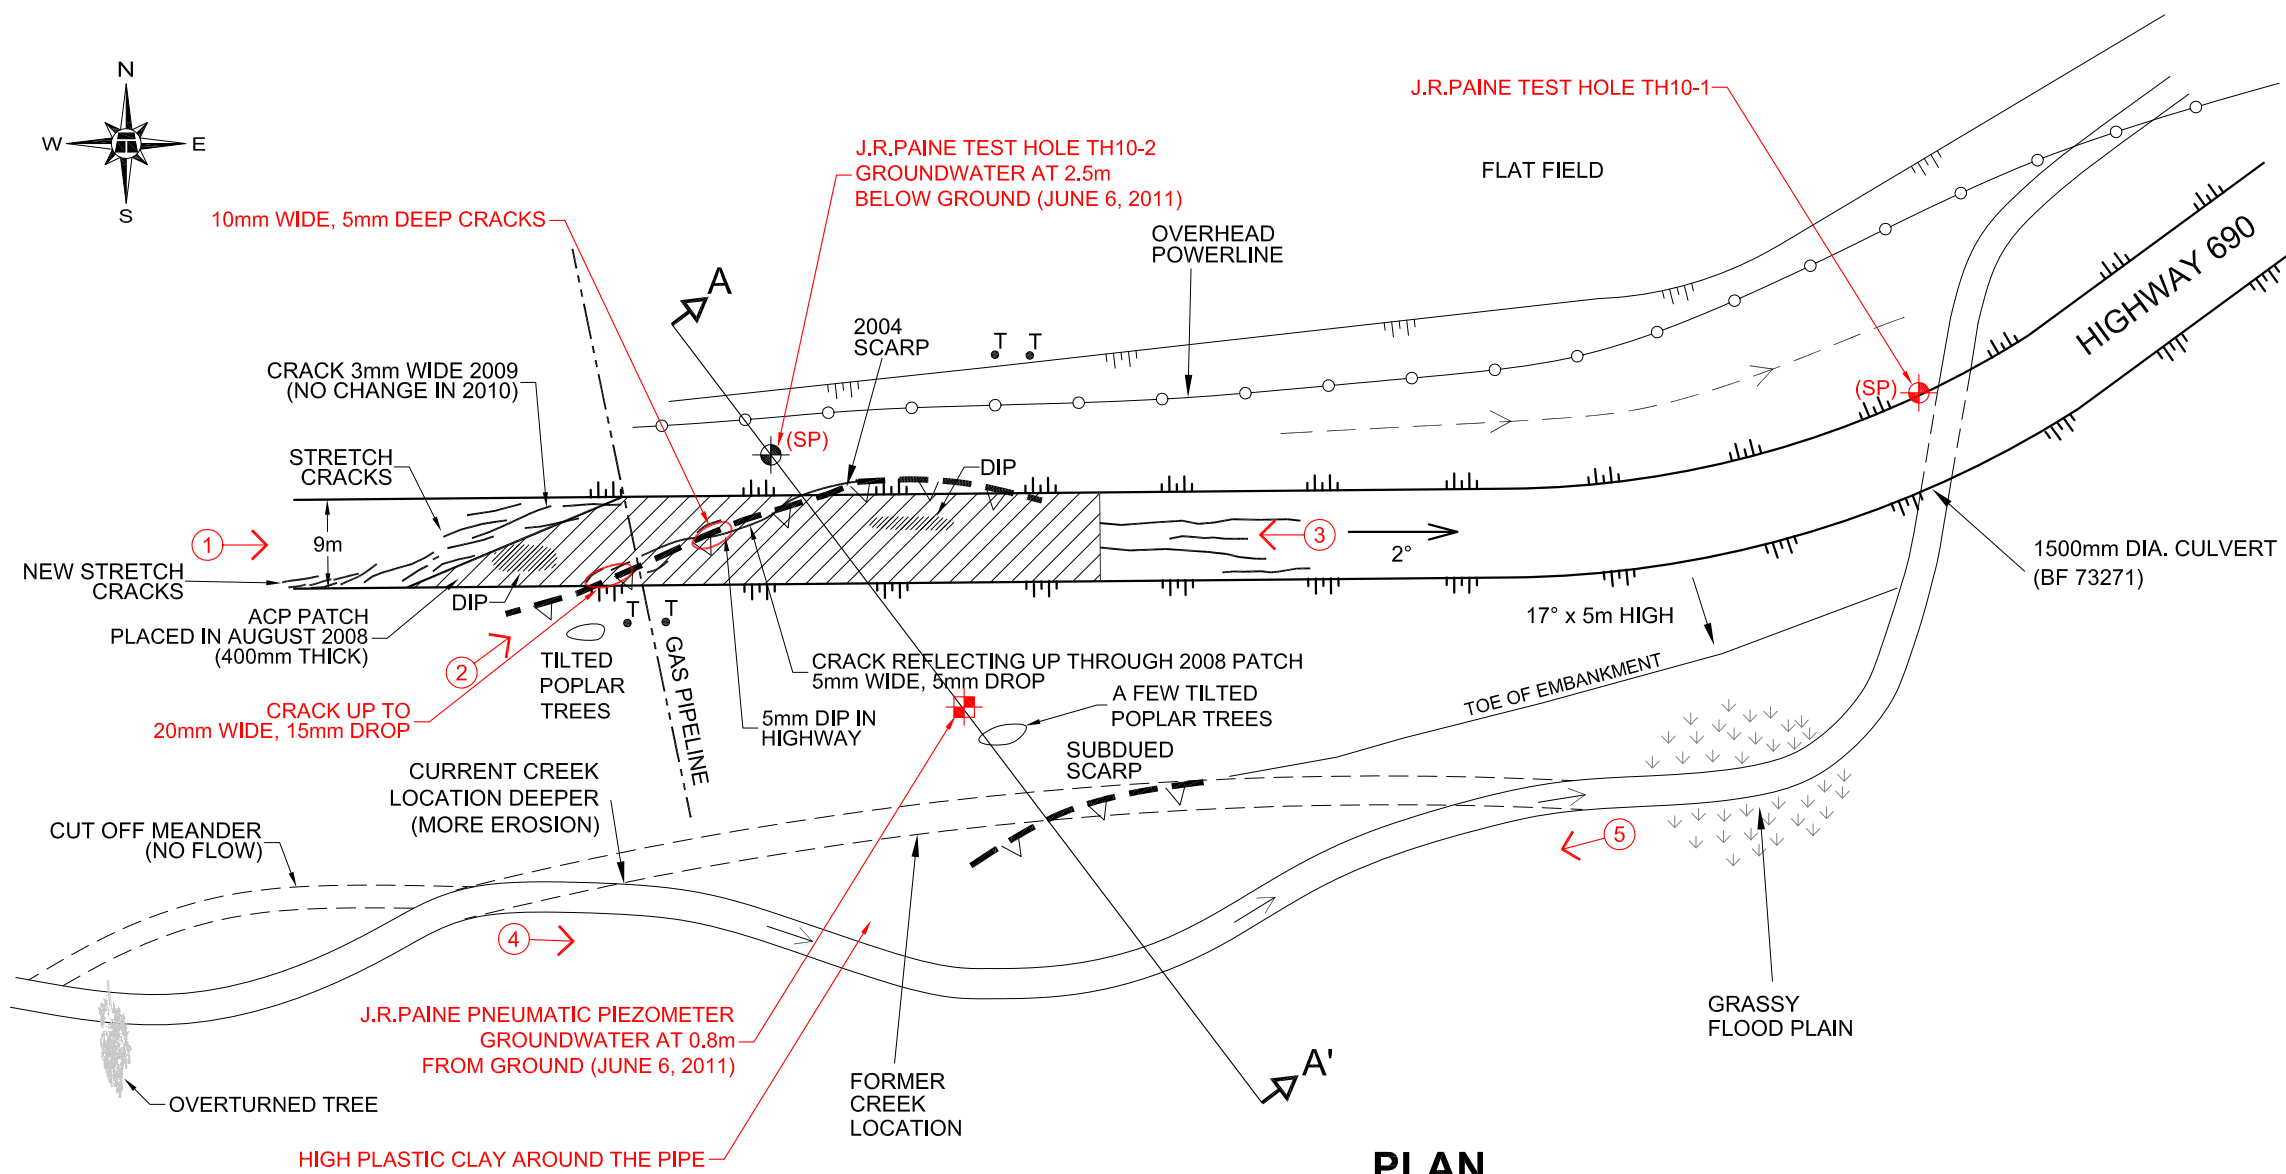 N
W
E
S
J.R.PAINE TEST HOLE TH10-1
J.R.PAINE TEST HOLE TH10-2
GROUNDWATER AT 2.5m
BELOW GROUND (JUNE 6, 2011)
FLAT FIELD
10mm WIDE, 5mm DEEP CRACKS
OVERHEAD
POWERLINE
HIGHWAY 690
A
2004
SCARP
T T
CRACK 3mm WIDE 2009
(NO CHANGE IN 2010)
(SP)
(SP)
STRETCH
CRACKS
DIP
1
9m
3
2°
NEW STRETCH
CRACKS
1500mm DIA. CULVERT
(BF 73271)
DIP
T T
ACP PATCH
PLACED IN AUGUST 2008
(400mm THICK)
17° x 5m HIGH
2
TILTED
POPLAR
TREES
GAS PIPELINE
CRACK REFLECTING UP THROUGH 2008 PATCH
5mm WIDE, 5mm DROP
TOE OF EMBANKMENT
A FEW TILTED
POPLAR TREES
CRACK UP TO
20mm WIDE, 15mm DROP
5mm DIP IN
HIGHWAY
SUBDUED
SCARP
CURRENT CREEK
LOCATION DEEPER
(MORE EROSION)
CUT OFF MEANDER
(NO FLOW)
5
4
J.R.PAINE PNEUMATIC PIEZOMETER
GROUNDWATER AT 0.8m
FROM GROUND (JUNE 6, 2011)
GRASSY
FLOOD PLAIN
A'
OVERTURNED TREE
FORMER
CREEK
LOCATION
HIGH PLASTIC CLAY AROUND THE PIPE
PLAN